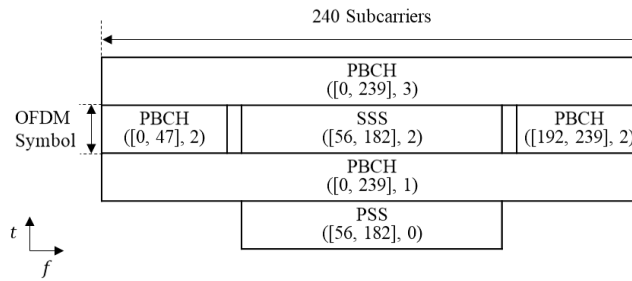 240 Subcarriers
PBCH
([0, 239], 3)
OFDM
Symbol
PBCH
([0, 47], 2)
SSS
([56, 182], 2)
PBCH
([192, 239], 2)
PBCH
([0, 239], 1)
PSS
([56, 182], 0)
t
f